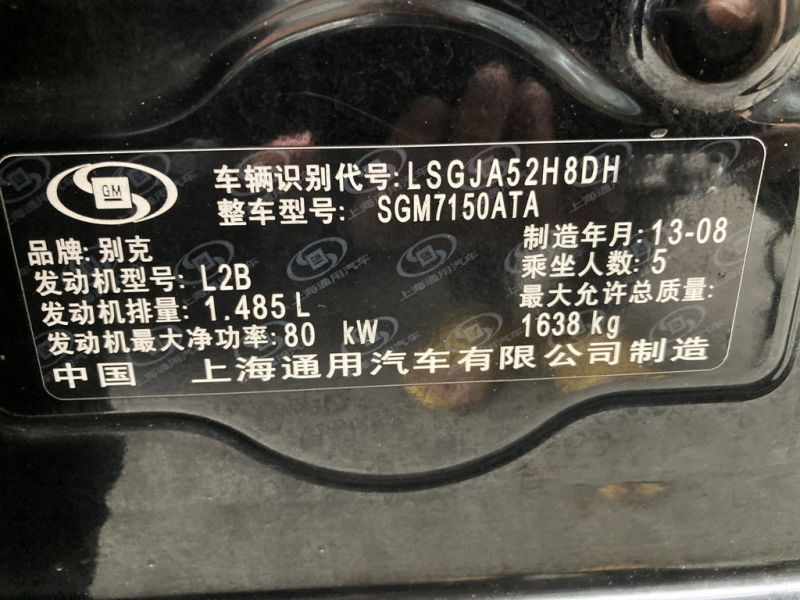 GM
车辆识别代号:LSGJA52H8DH
整车型号: SGM7150ATA
品牌: 别克
制造年月:13-08
发动机型号: L2B
乘坐人数: 5
发动机排量: 1.485 L
最大允许总质量:
发动机最大净功率:80 kW
1638 kg
中国 上海通用汽车有限公司制造